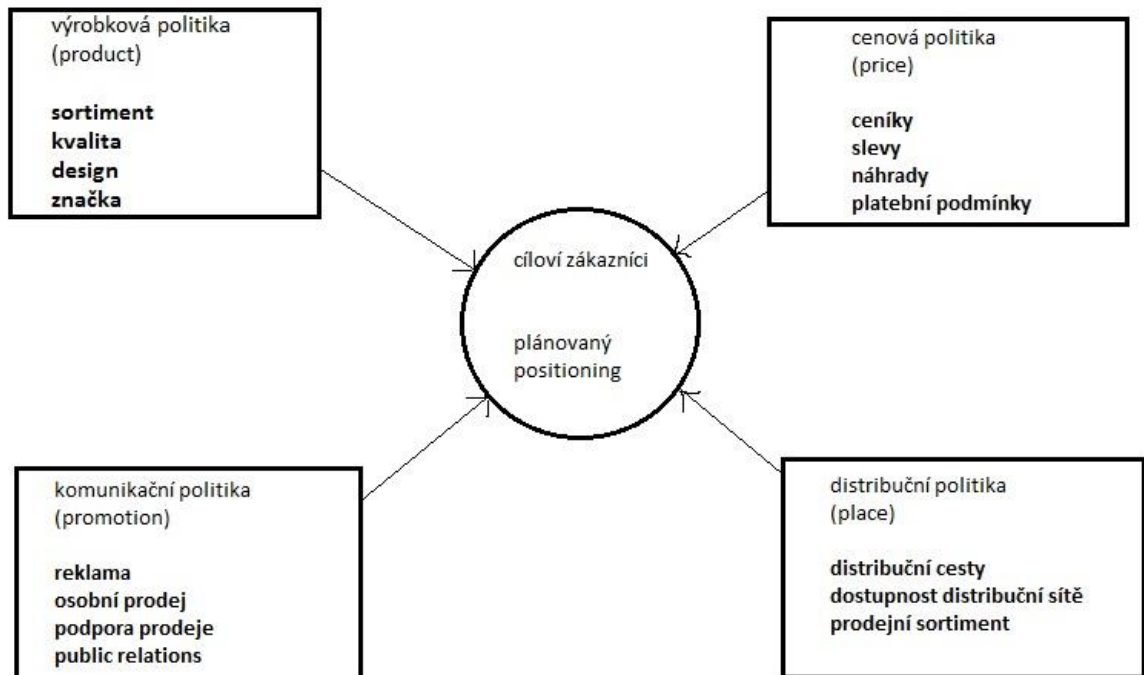 výrobková politika
(product)
sortiment
kvalita
design
značka
cenová politika
(price)
ceníky
slevy
náhrady
platební podmínky
cíloví zákazníci
plánovaný
positioning
komunikační politika
(promotion)
reklama
osobní prodej
podpora prodeje
public relations
distribuční politika
(place)
distribuční cesty
dostupnost distribuční sítě
prodejní sortiment